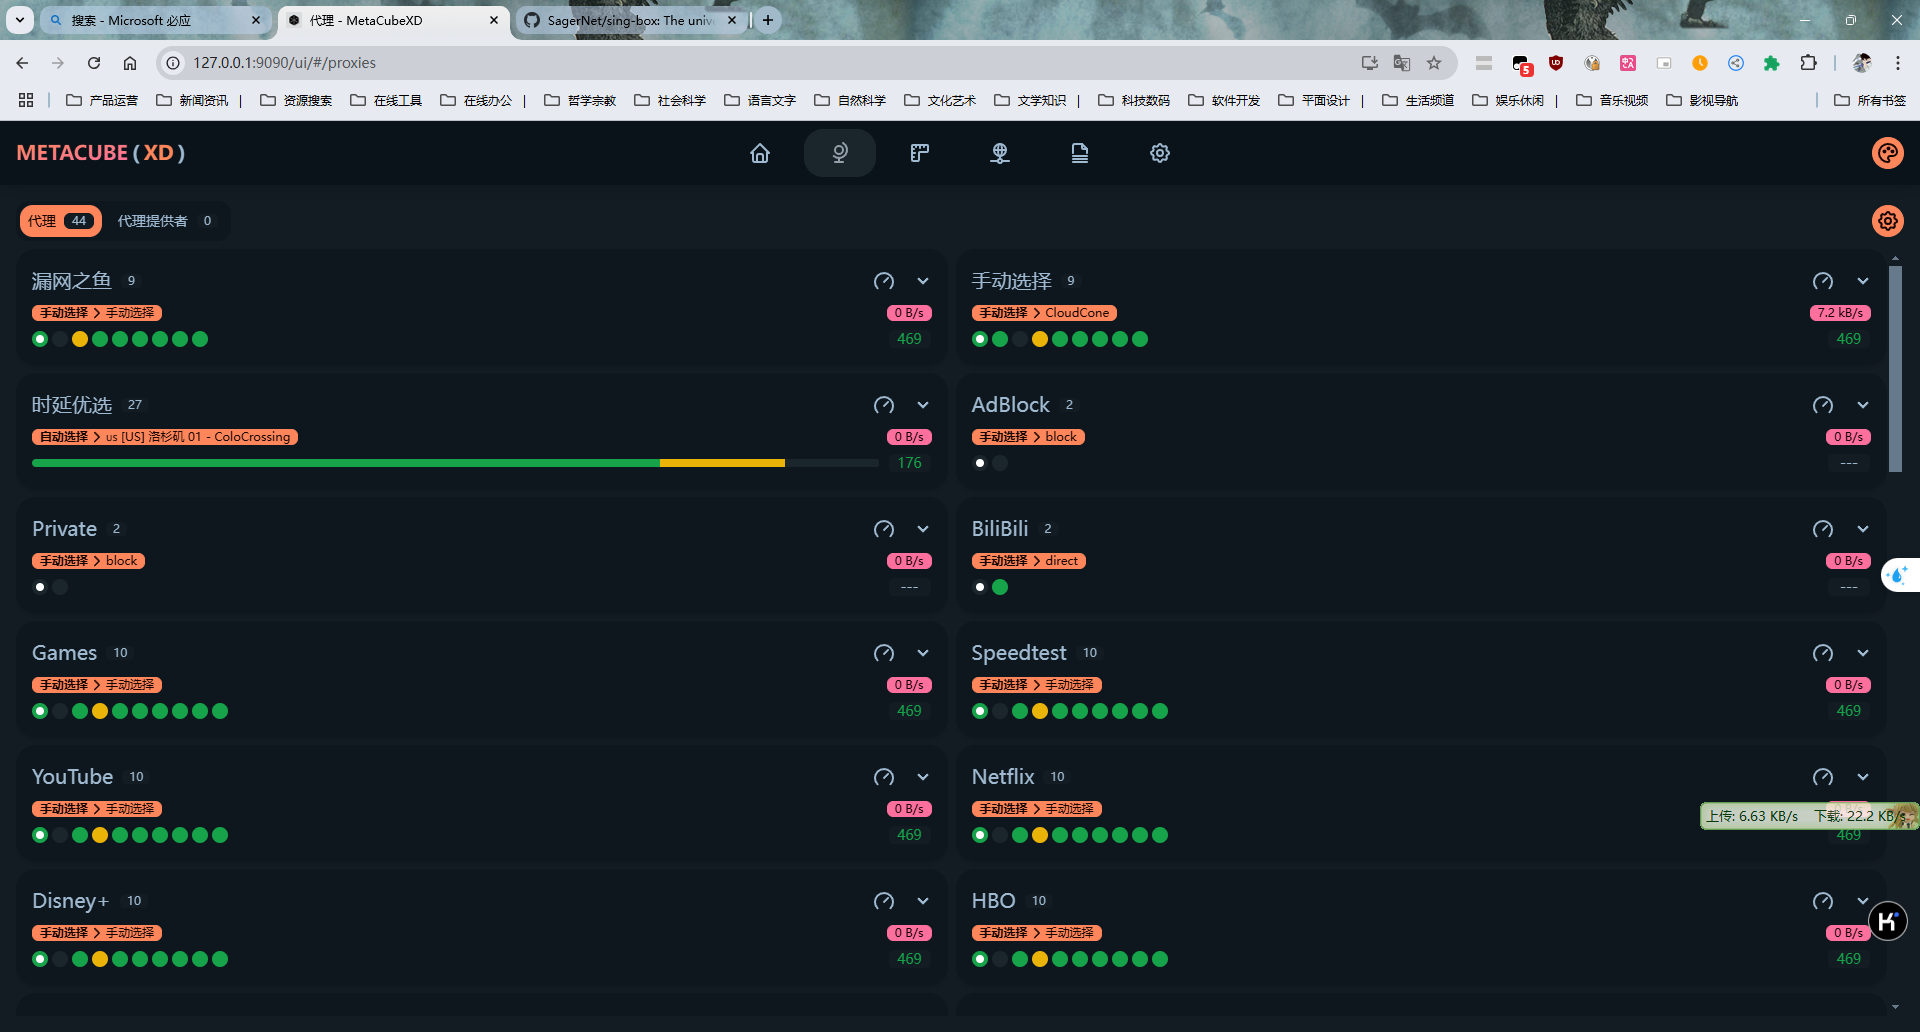 搜索 - Microsoft 必应
代理 - MetaCubeXD
SagerNet/sing-box: The unive
127.0.0.1:9090/ui/#/proxies
5
产品运营 新闻资讯 | 资源搜索 在线工具 在线办公 | 哲学宗教 社会科学 语言文字 自然科学 文化艺术 文学知识 | 科技数码 软件开发 平面设计 | 生活频道 娱乐休闲 | 音乐视频 影视导航 所有书签
METACUBE ( XD )
代理 44 代理提供者 0
漏网之鱼 9
手动选择 > 手动选择 0 B/s
469
手动选择 9
手动选择 > CloudCone 7.2 kB/s
469
时延优选 27
自动选择 > us [US] 洛杉矶 01 - ColoCrossing 0 B/s
176
AdBlock 2
手动选择 > block 0 B/s
---
Private 2
手动选择 > block 0 B/s
---
BiliBili 2
手动选择 > direct 0 B/s
---
Games 10
手动选择 > 手动选择 0 B/s
469
Speedtest 10
手动选择 > 手动选择 0 B/s
469
YouTube 10
手动选择 > 手动选择 0 B/s
469
Netflix 10
手动选择 > 手动选择
上传: 6.63 KB/s 下载: 22.2 KB/s
469
Disney+ 10
手动选择 > 手动选择 0 B/s
469
HBO 10
手动选择 > 手动选择 0 B/s
469
K